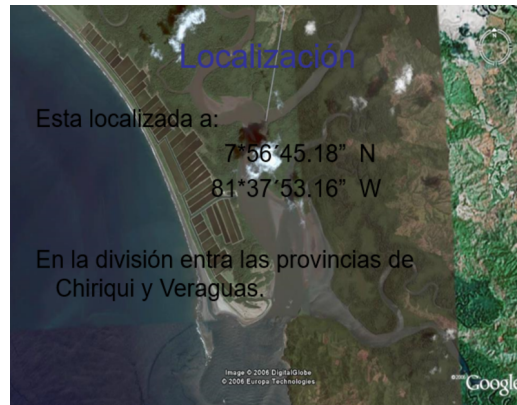 Localización
Esta localizada a:
7*56´45.18” N
81*37´53.16” W
En la división entra las provincias de
Chiriqui y Veraguas.
Image © 2006 DigitalGlobe
© 2006 Europa Technologies
Google